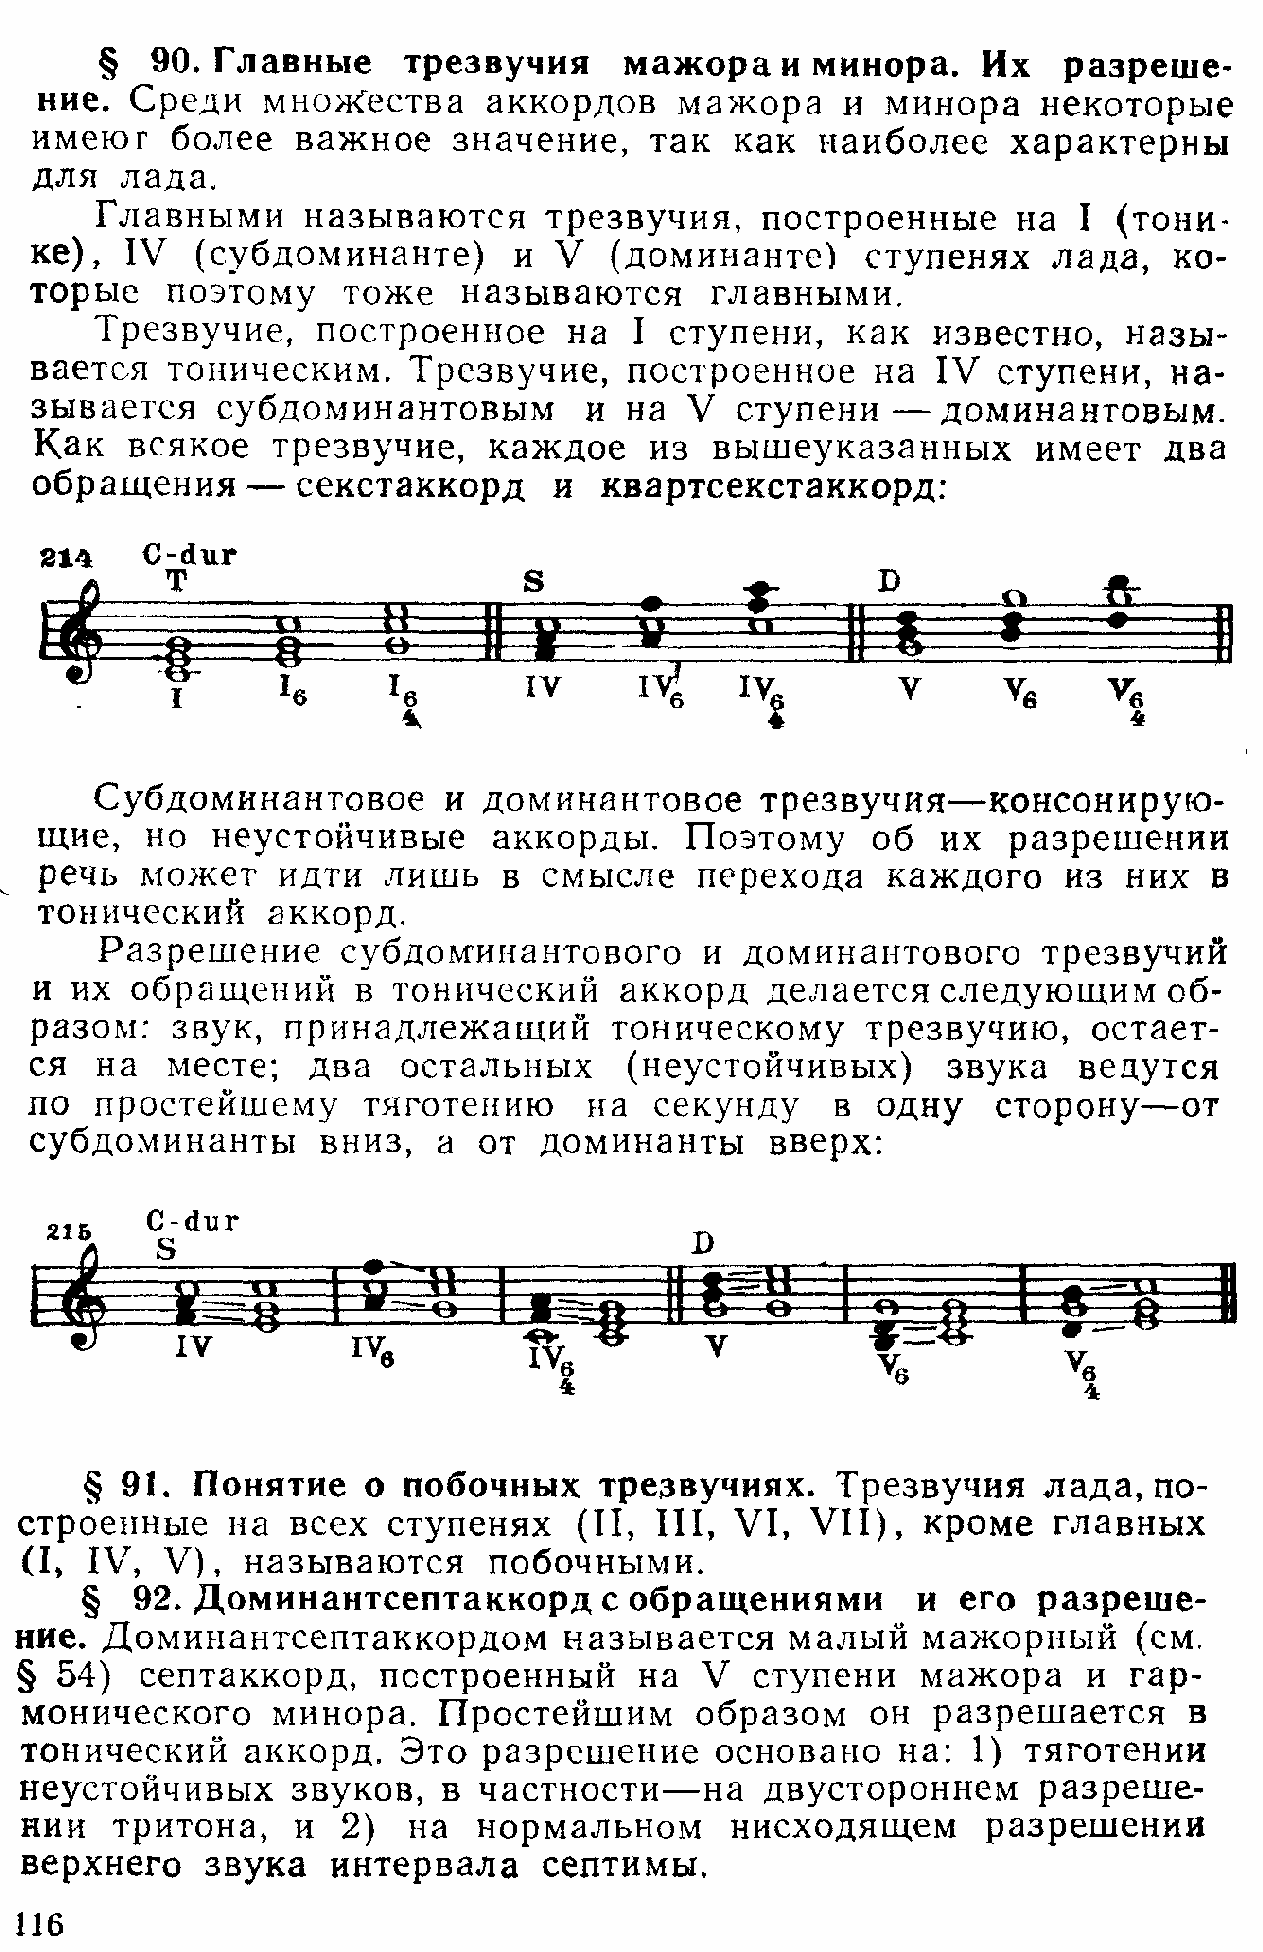 § 90. Главные трезвучия мажора и минора. Их разреше-
ние. Среди множества аккордов мажора и минора некоторые
имеют более важное значение, так как наиболее характерны
для лада.
Главными называются трезвучия, построенные на I (тони-
ке), IV (субдоминанте) и V (доминанте) ступенях лада, ко-
торые поэтому тоже называются главными.
Трезвучие, построенное на I ступени, как известно, назы-
вается тоническим. Трезвучие, построенное на IV ступени, на-
зывается субдоминантовым и на V ступени — доминантовым.
Как всякое трезвучие, каждое из вышеуказанных имеет два
обращения — секстаккорд и квартсекстаккорд:
214 C-dur
T S D
I I6 I6 IV IV6 IV6 V V6 V6
4 4 4
Субдоминантовое и доминантовое трезвучия—консонирую-
щие, но неустойчивые аккорды. Поэтому об их разрешении
речь может идти лишь в смысле перехода каждого из них в
тонический аккорд.
Разрешение субдоминантового и доминантового трезвучий
и их обращений в тонический аккорд делается следующим об-
разом: звук, принадлежащий тоническому трезвучию, остает-
ся на месте; два остальных (неустойчивых) звука ведутся
по простейшему тяготению на секунду в одну сторону—от
субдоминанты вниз, а от доминанты вверх:
215 C-dur
S D
IV IV6 IV6 V V6 V6
4 4
§ 91. Понятие о побочных трезвучиях. Трезвучия лада, по-
строенные на всех ступенях (II, III, VI, VII), кроме главных
(I, IV, V), называются побочными.
§ 92. Доминантсептаккорд с обращениями и его разреше-
ние. Доминантсептаккордом называется малый мажорный (см.
§ 54) септаккорд, построенный на V ступени мажора и гар-
монического минора. Простейшим образом он разрешается в
тонический аккорд. Это разрешение основано на: 1) тяготении
неустойчивых звуков, в частности—на двустороннем разреше-
нии тритона, и 2) на нормальном нисходящем разрешении
верхнего звука интервала септимы.
116